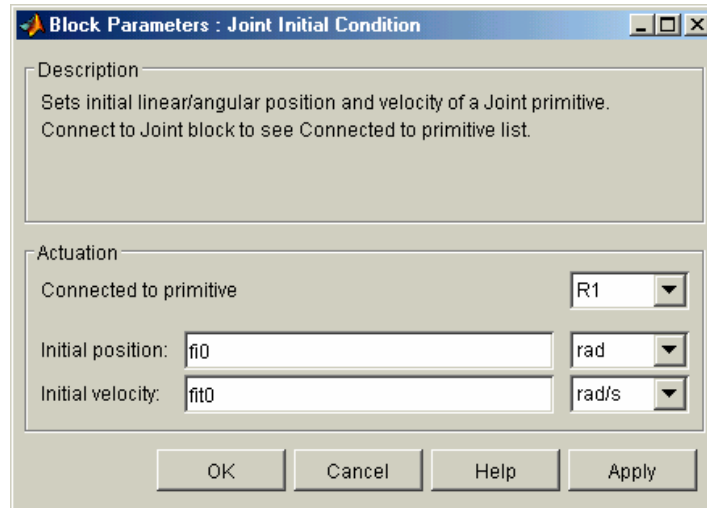 Block Parameters : Joint Initial Condition
Description
Sets initial linear/angular position and velocity of a Joint primitive.
Connect to Joint block to see Connected to primitive list.
Actuation
Connected to primitive R1
Initial position: fi0 rad
Initial velocity: fit0 rad/s
OK Cancel Help Apply